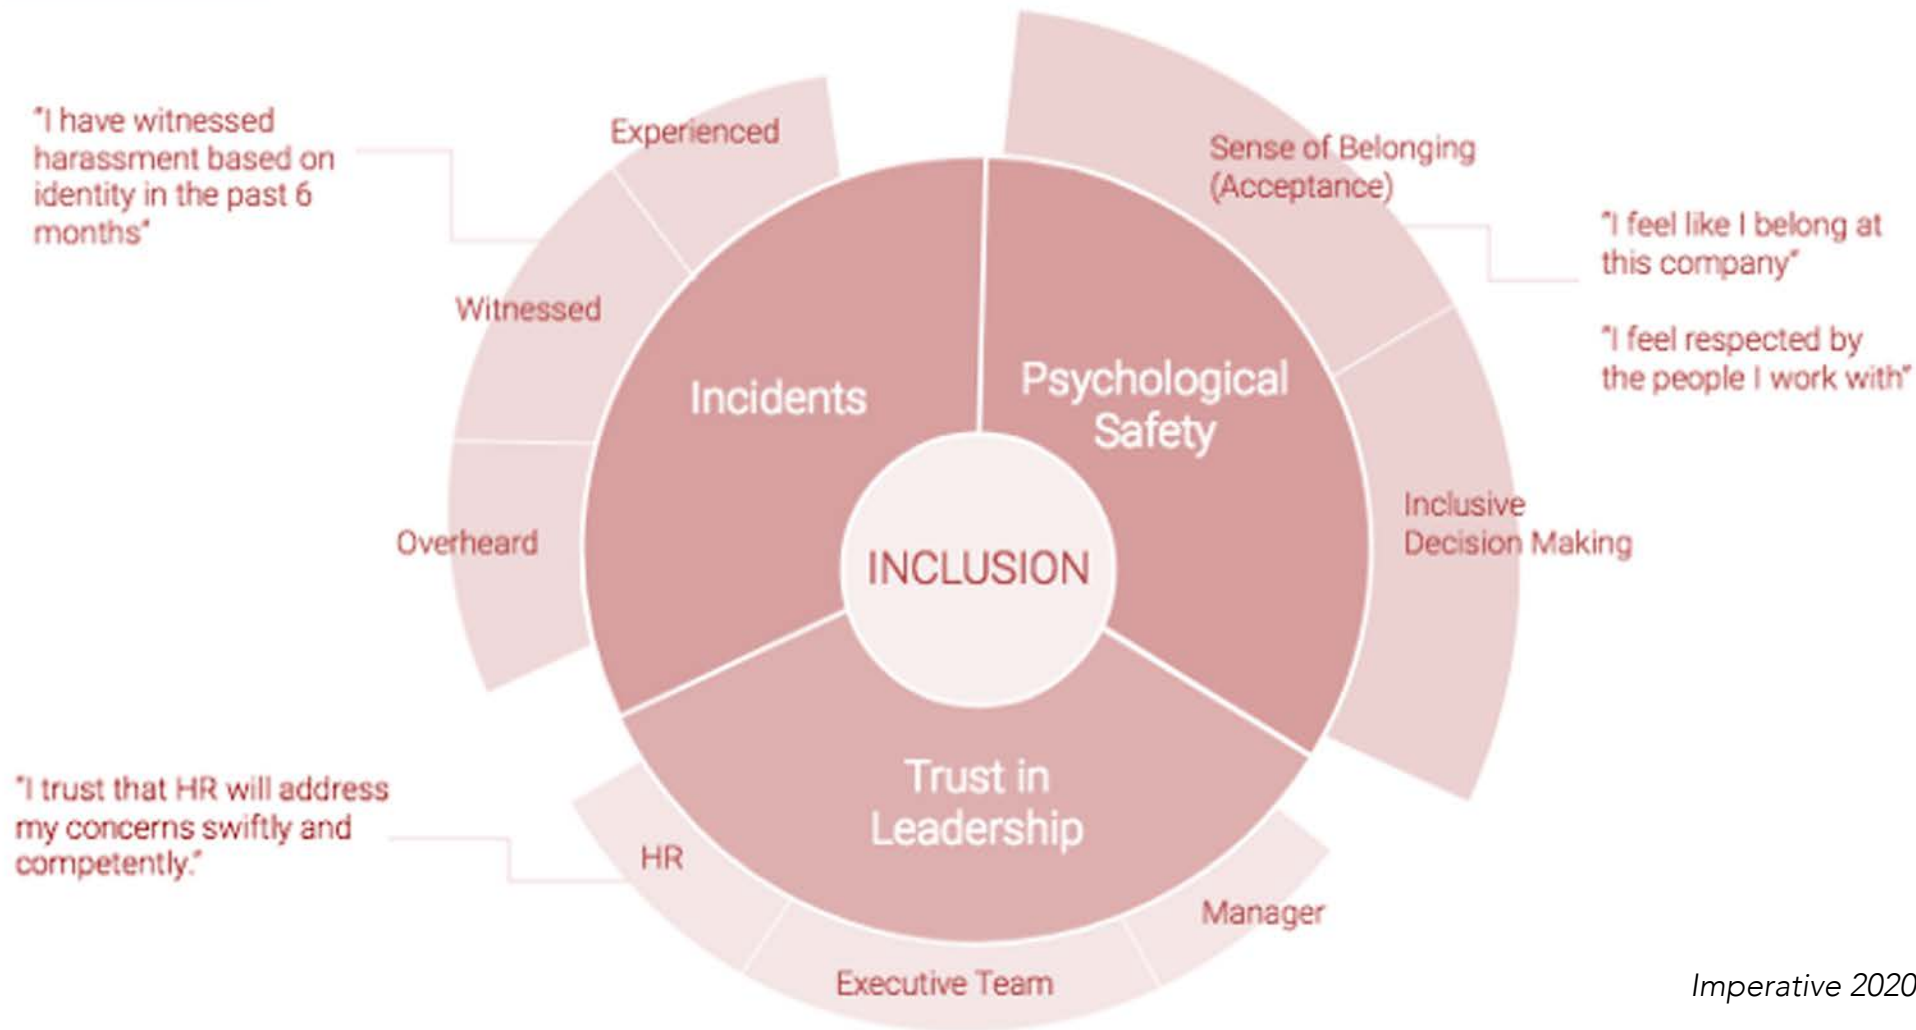 "I have witnessed
harassment based on
identity in the past 6
months"
Experienced
Witnessed
Overheard
Incidents
Sense of Belonging
(Acceptance)
"I feel like I belong at
this company"
"I feel respected by
the people I work with"
Psychological
Safety
Inclusive
Decision Making
INCLUSION
"I trust that HR will address
my concerns swiftly and
competently."
HR
Trust in
Leadership
Executive Team
Manager
Imperative 2020